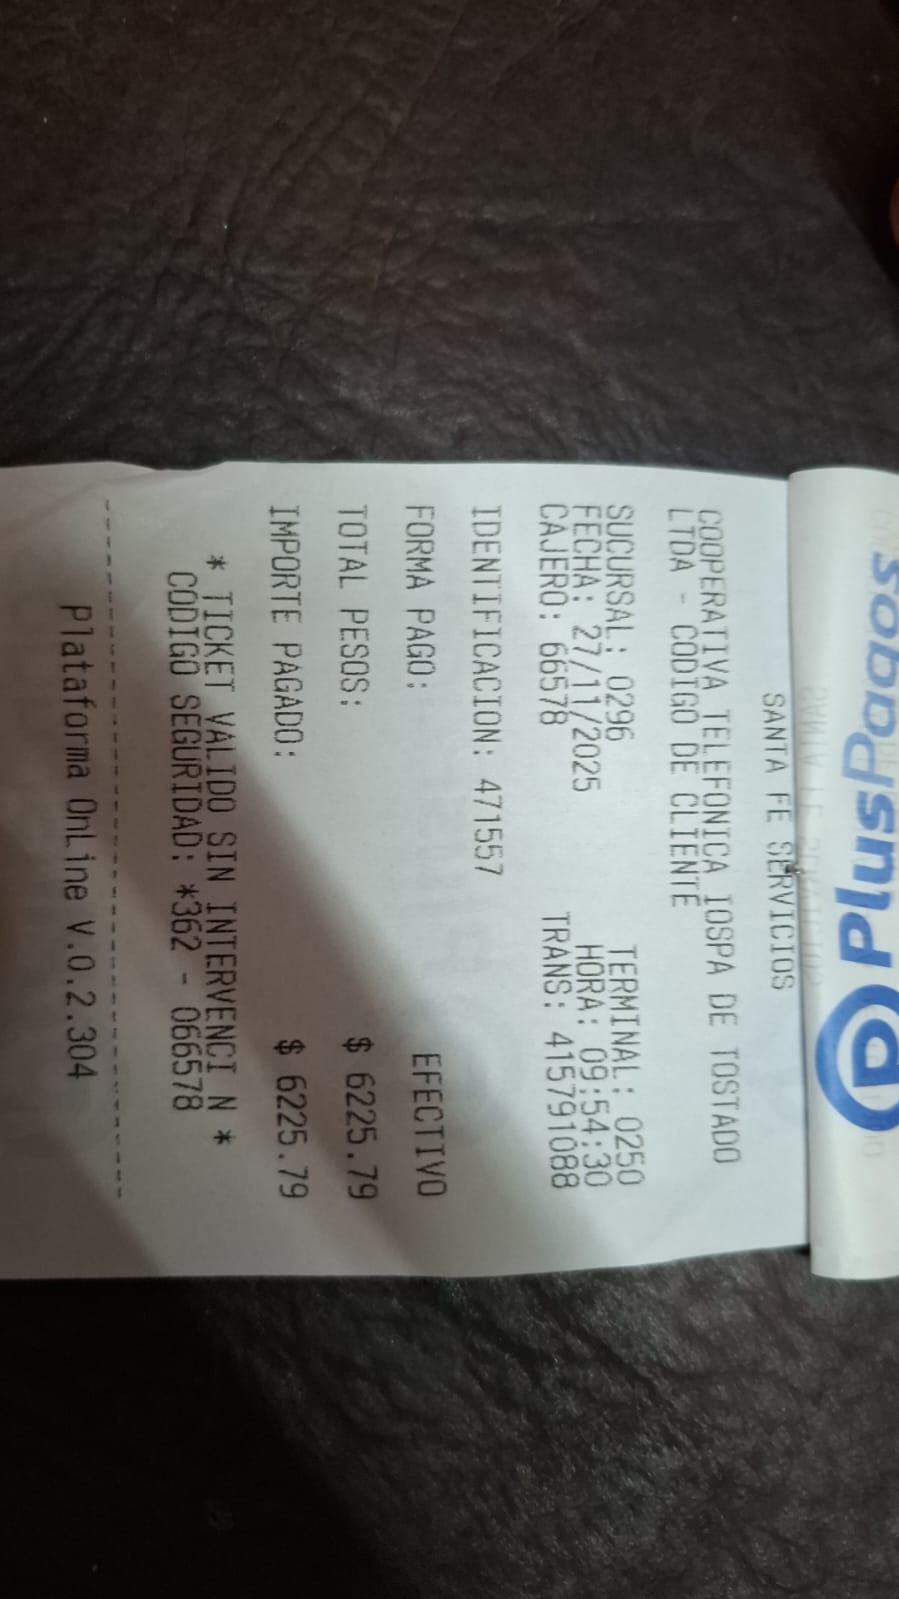 SANTA FE SERVICIOS
COOPERATIVA TELEFONICA IOSPA DE TOSTADO
LTDA - CODIGO DE CLIENTE
SUCURSAL: 0296 TERMINAL: 0250
FECHA: 27/11/2025 HORA: 09:54:30
CAJERO: 66578 TRANS: 415791088
IDENTIFICACION: 471557
FORMA PAGO: EFECTIVO
TOTAL PESOS: $ 6225.79
IMPORTE PAGADO: $ 6225.79
* TICKET VALIDO SIN INTERVENCI N *
CODIGO SEGURIDAD: *362 - 066578
Plataforma OnLine V.0.2.304